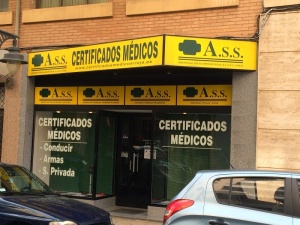 A.s.s. CERTIFICADOS MÉDICOS
A.s.s.
A.s.s. A.s.s. A.s.s. A.s.s.
CERTIFICADOS
MÉDICOS
- Conducir
- Armas
- S. Privada
CERTIFICADOS
MÉDICOS